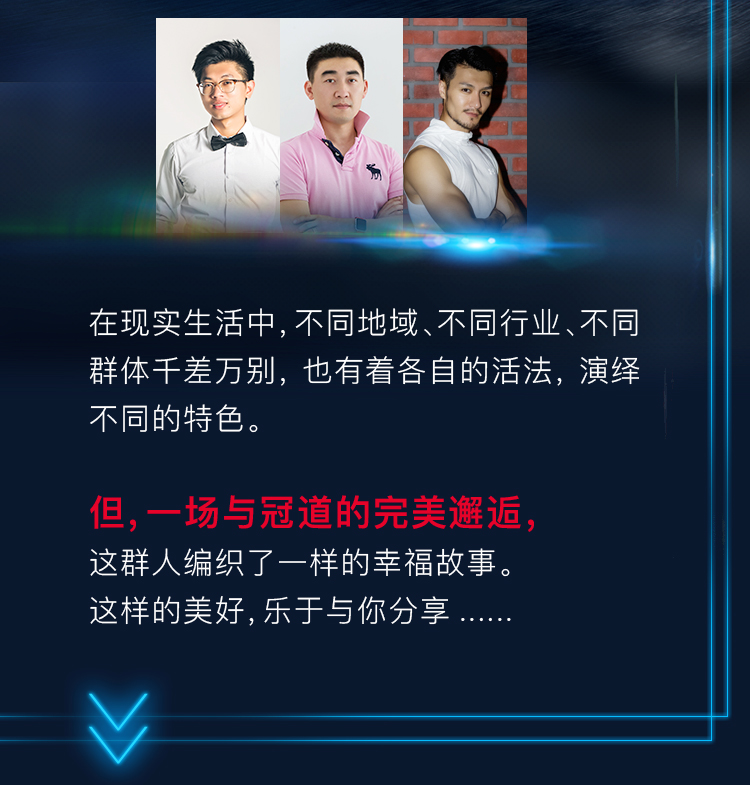 在现实生活中，不同地域、不同行业、不同
群体千差万别，也有着各自的活法，演绎
不同的特色。
但，一场与冠道的完美邂逅，
这群人编织了一样的幸福故事。
这样的美好，乐于与你分享 ......